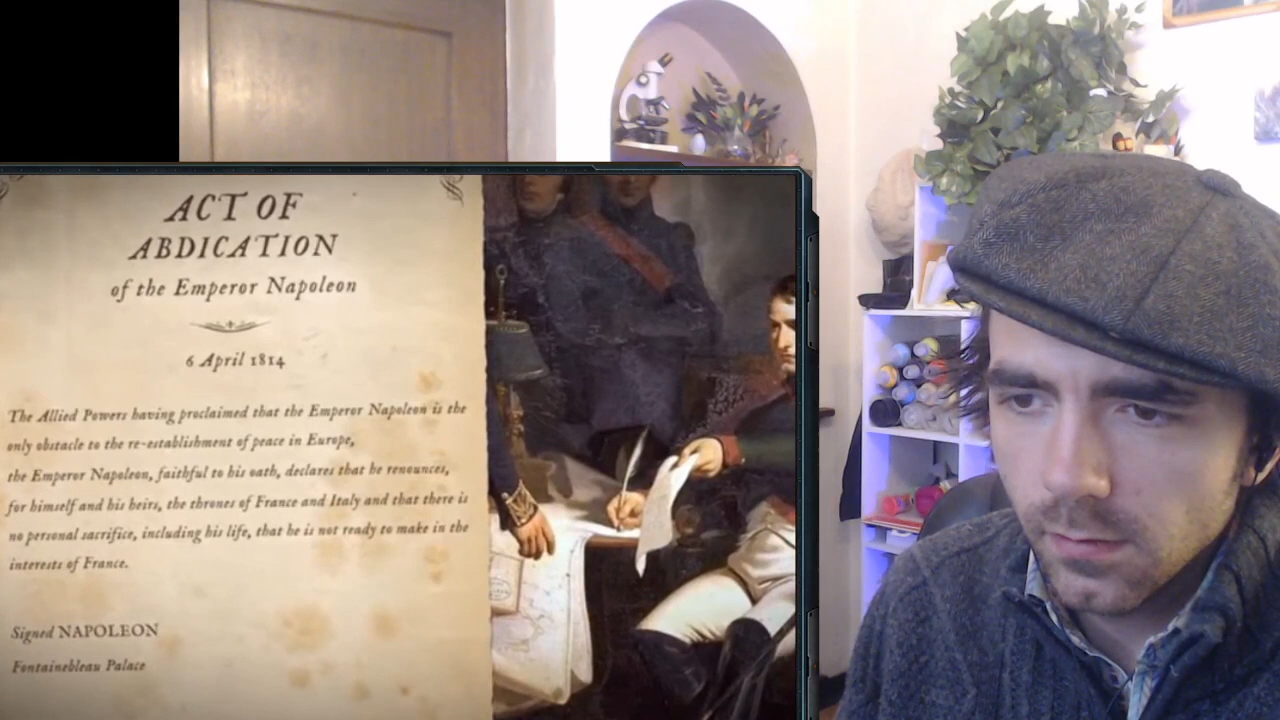 ACT OF
ABDICATION
of the Emperor Napoleon
6 April 1814
The Allied Powers having proclaimed that the Emperor Napoleon is the
only obstacle to the re-establishment of peace in Europe,
the Emperor Napoleon, faithful to his oath, declares that he renounces,
for himself and his heirs, the thrones of France and Italy and that there is
no personal sacrifice, including his life, that he is not ready to make in the
interests of France.
Signed NAPOLEON
Fontainebleau Palace